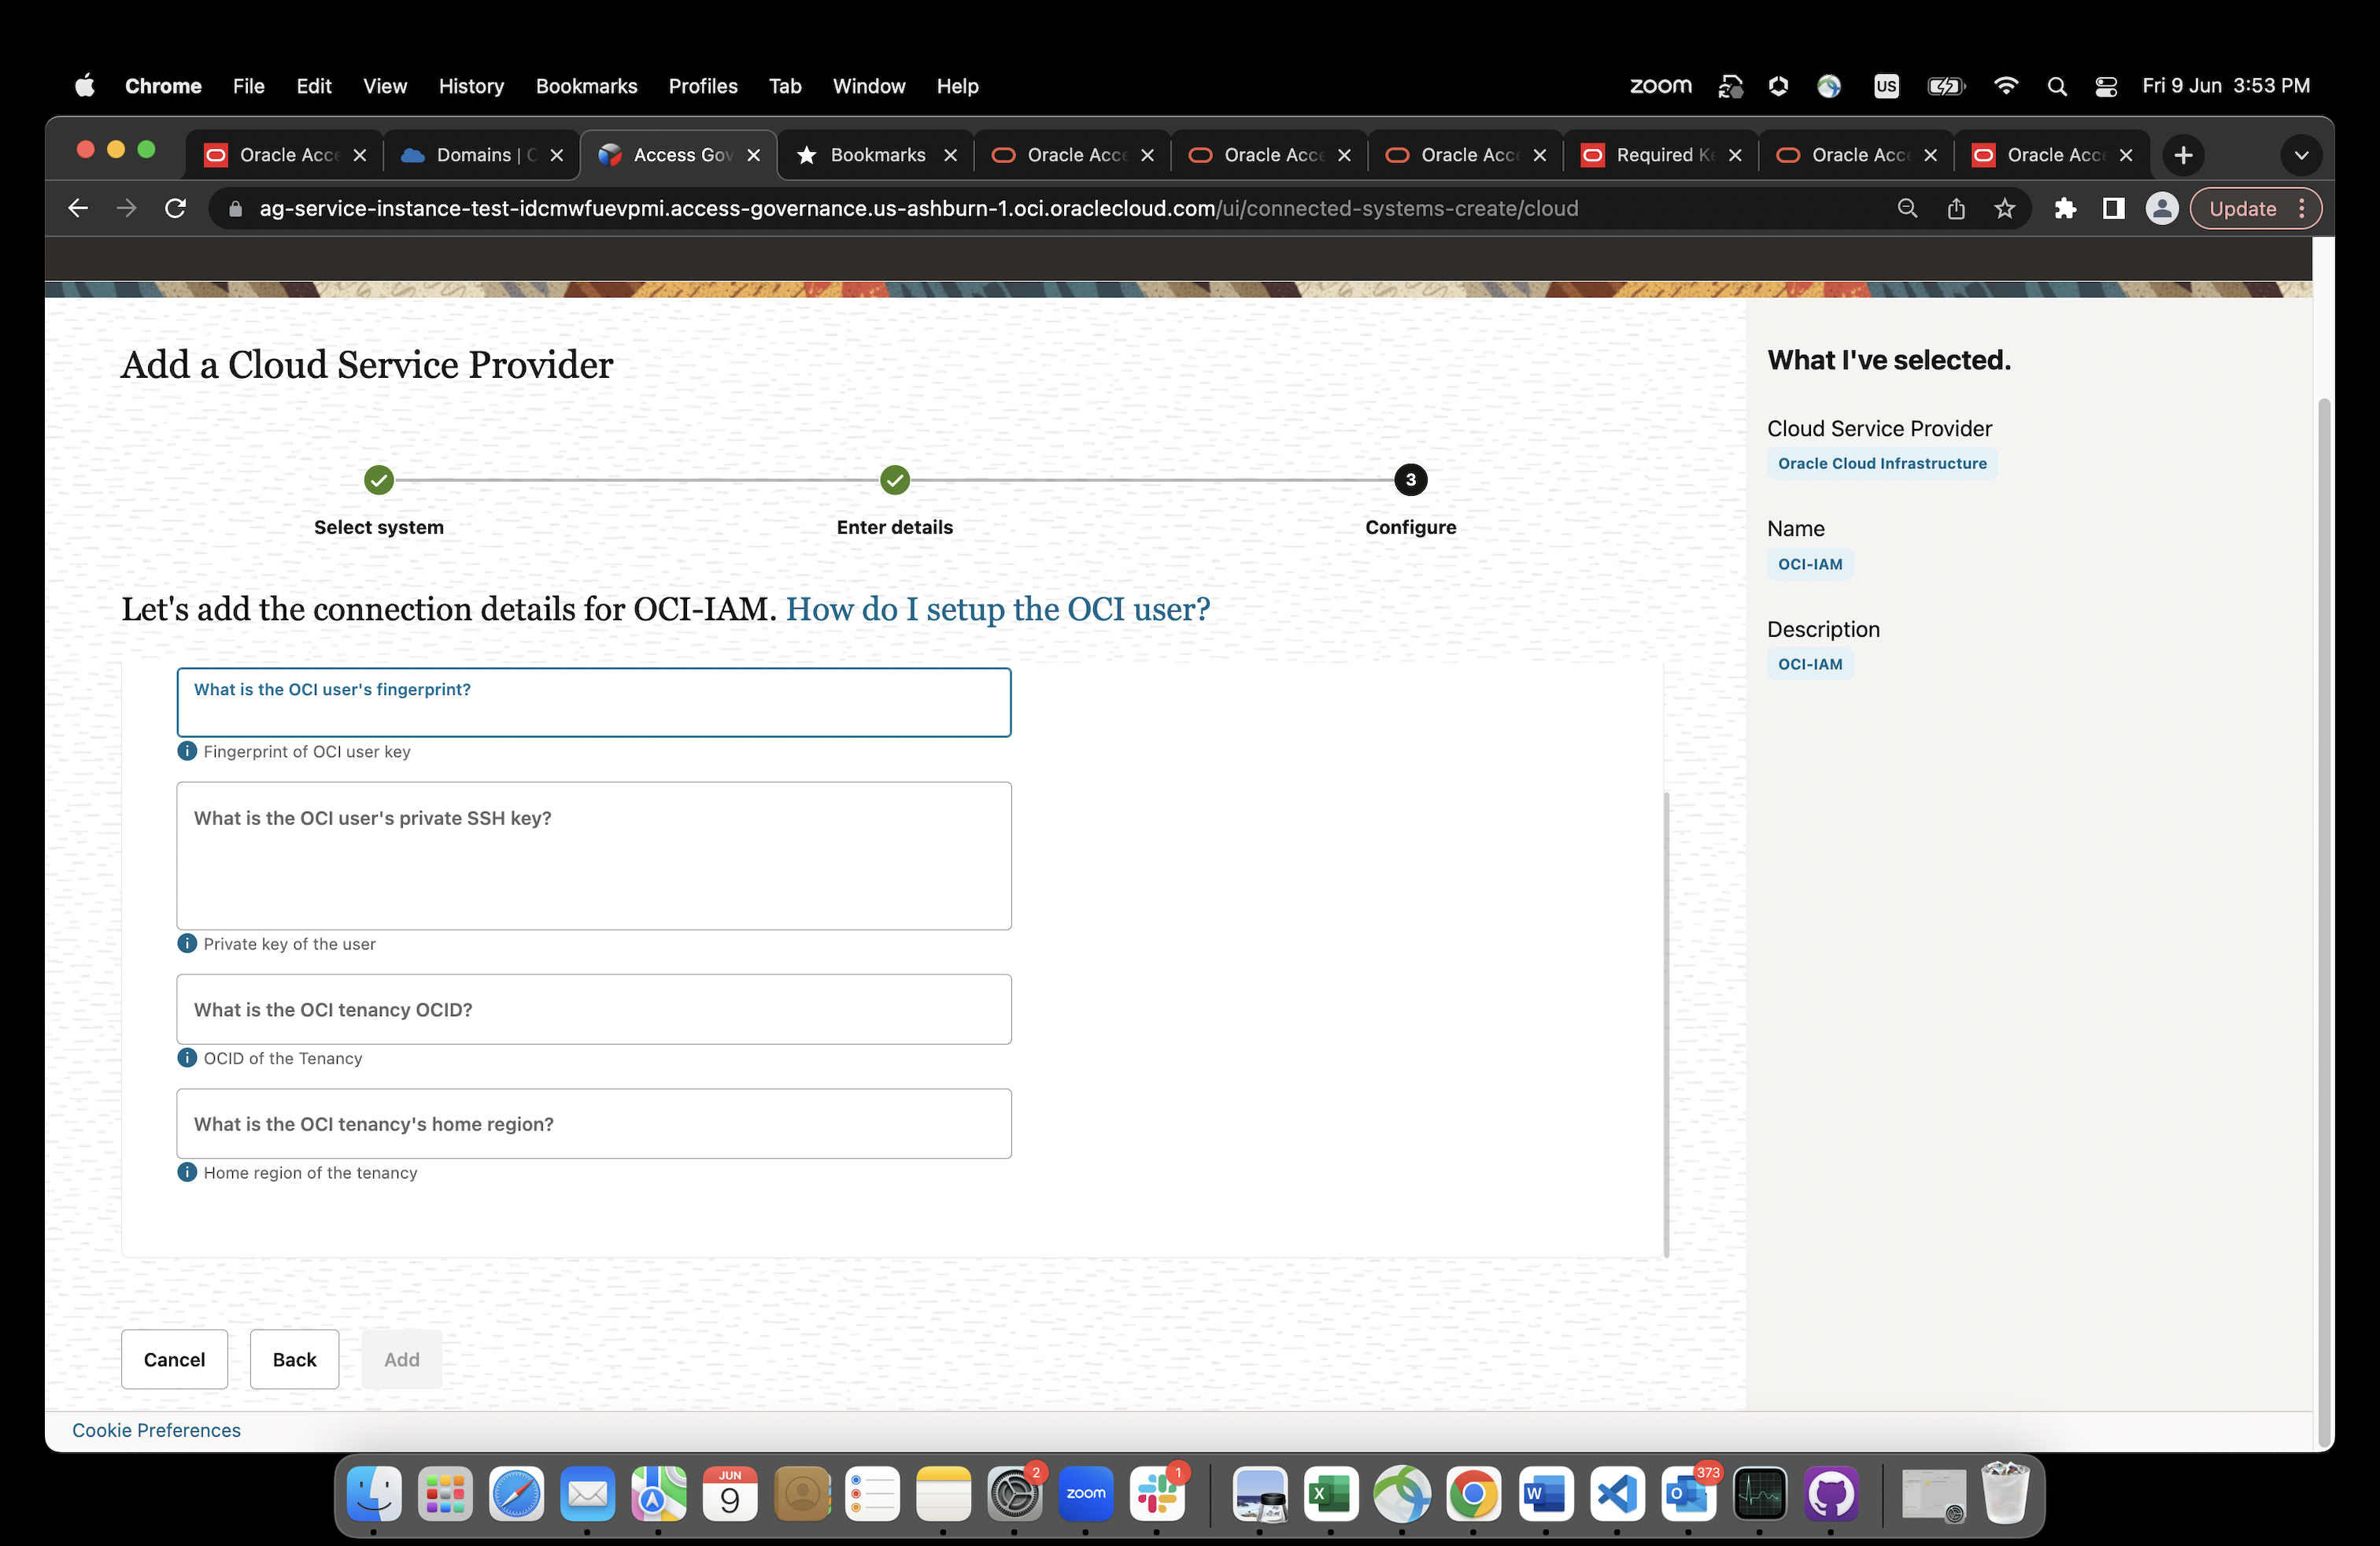 Chrome File Edit View History Bookmarks Profiles Tab Window Help zoom US Fri 9 Jun 3:53 PM
Oracle Acce Domains | C Access Gov Bookmarks Oracle Acce Oracle Acce Oracle Acce Required Ke Oracle Acce Oracle Acce
ag-service-instance-test-idcmwfuevpmi.access-governance.us-ashburn-1.oci.oraclecloud.com/ui/connected-systems-create/cloud Update
Add a Cloud Service Provider
3
Select system Enter details Configure
Let's add the connection details for OCI-IAM. How do I setup the OCI user?
What is the OCI user's fingerprint?
Fingerprint of OCI user key
What is the OCI user's private SSH key?
Private key of the user
What is the OCI tenancy OCID?
OCID of the Tenancy
What is the OCI tenancy's home region?
Home region of the tenancy
Cancel Back Add
What I've selected.
Cloud Service Provider
Oracle Cloud Infrastructure
Name
OCI-IAM
Description
OCI-IAM
Cookie Preferences
JUN 2 1 373
9 zoom X W O